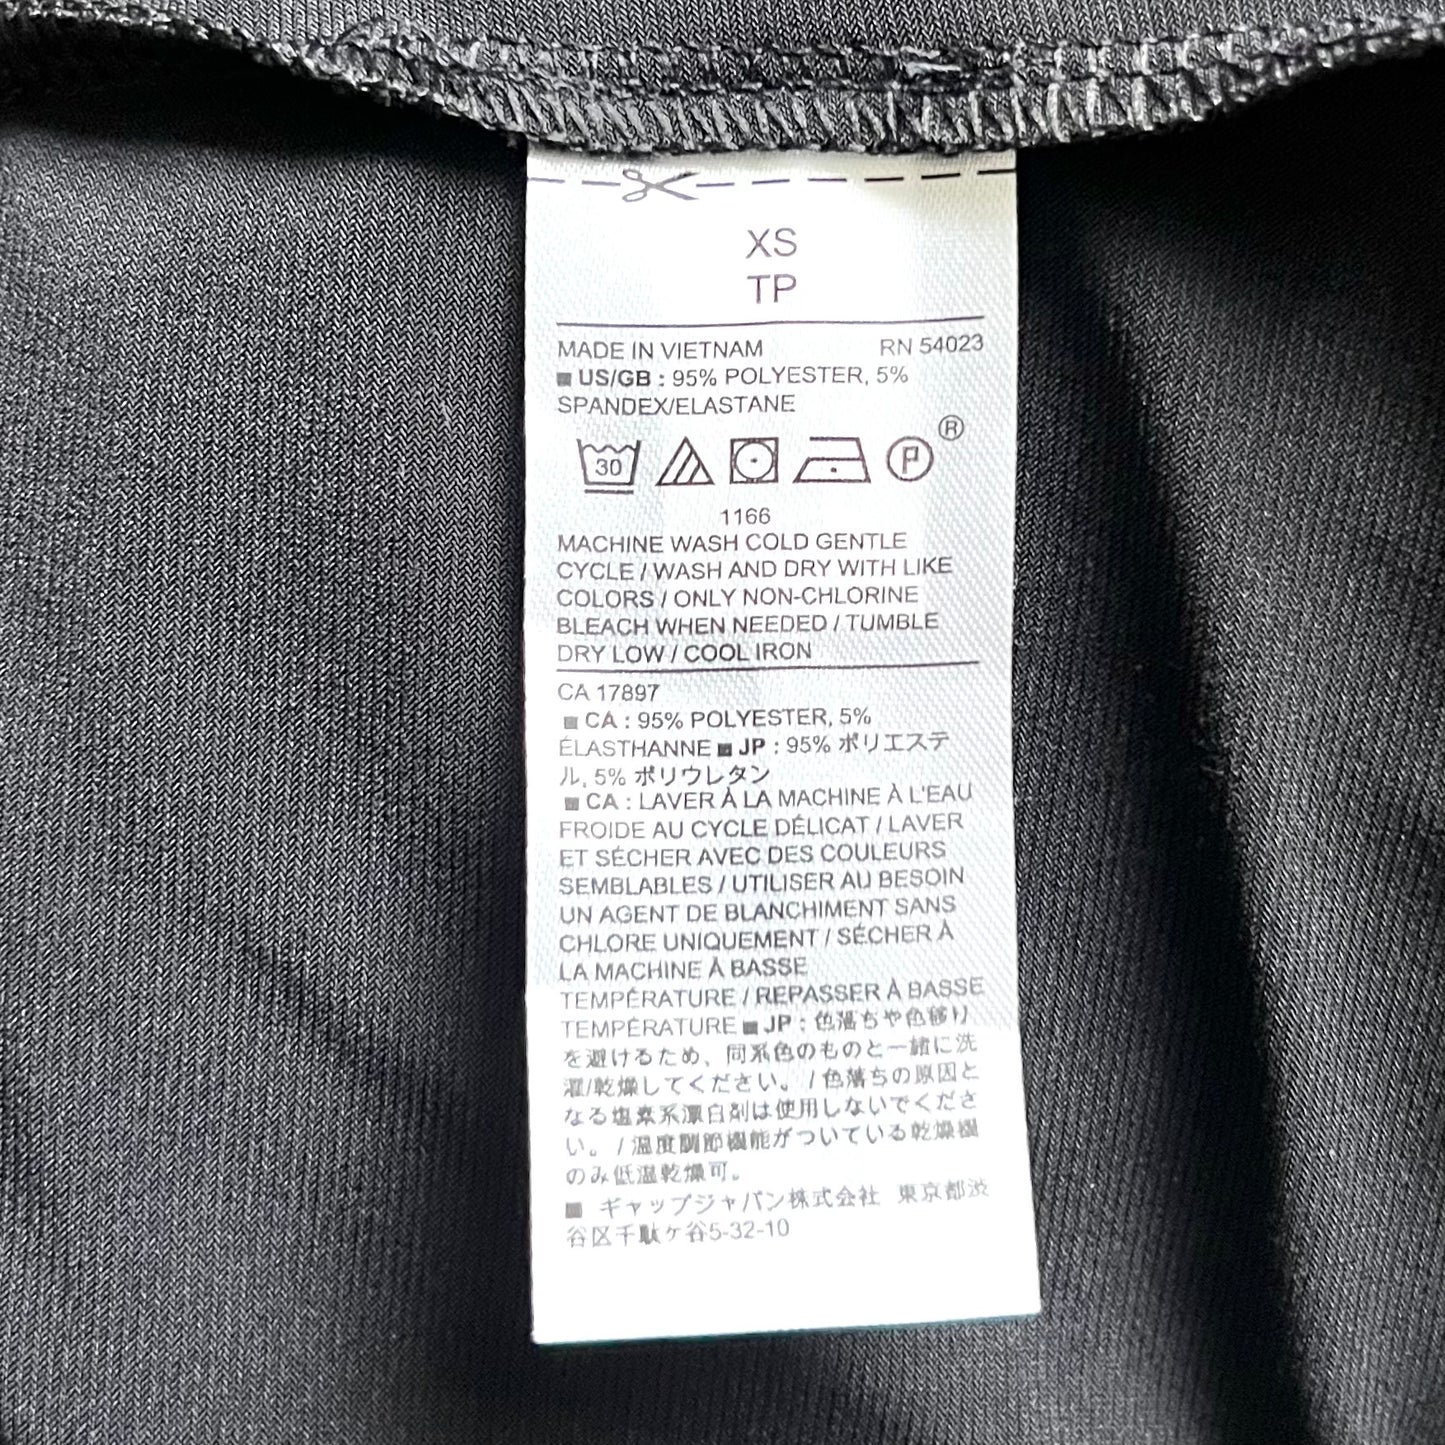 XS
TP
MADE IN VIETNAM RN 54023
■ US/GB : 95% POLYESTER, 5%
SPANDEX/ELASTANE
30 P ®
1166
MACHINE WASH COLD GENTLE
CYCLE / WASH AND DRY WITH LIKE
COLORS / ONLY NON-CHLORINE
BLEACH WHEN NEEDED / TUMBLE
DRY LOW / COOL IRON
CA 17897
■ CA : 95% POLYESTER, 5%
ÉLASTHANNE ■ JP : 95% ポリエステ
ル, 5% ポリウレタン
■ CA : LAVER À LA MACHINE À L'EAU
FROIDE AU CYCLE DÉLICAT / LAVER
ET SÉCHER AVEC DES COULEURS
SEMBLABLES / UTILISER AU BESOIN
UN AGENT DE BLANCHIMENT SANS
CHLORE UNIQUEMENT / SÉCHER À
LA MACHINE À BASSE
TEMPÉRATURE / REPASSER À BASSE
TEMPÉRATURE ■ JP : 色落ちや色移り
を避けるため、同系色のものと一緒に洗
濯/乾燥してください。 / 色落ちの原因と
なる塩素系漂白剤は使用しないでくださ
い。 / 温度調節機能がついている乾燥機
のみ低温乾燥可。
■ ギャップジャパン株式会社 東京都渋
谷区千駄ケ谷5-32-10